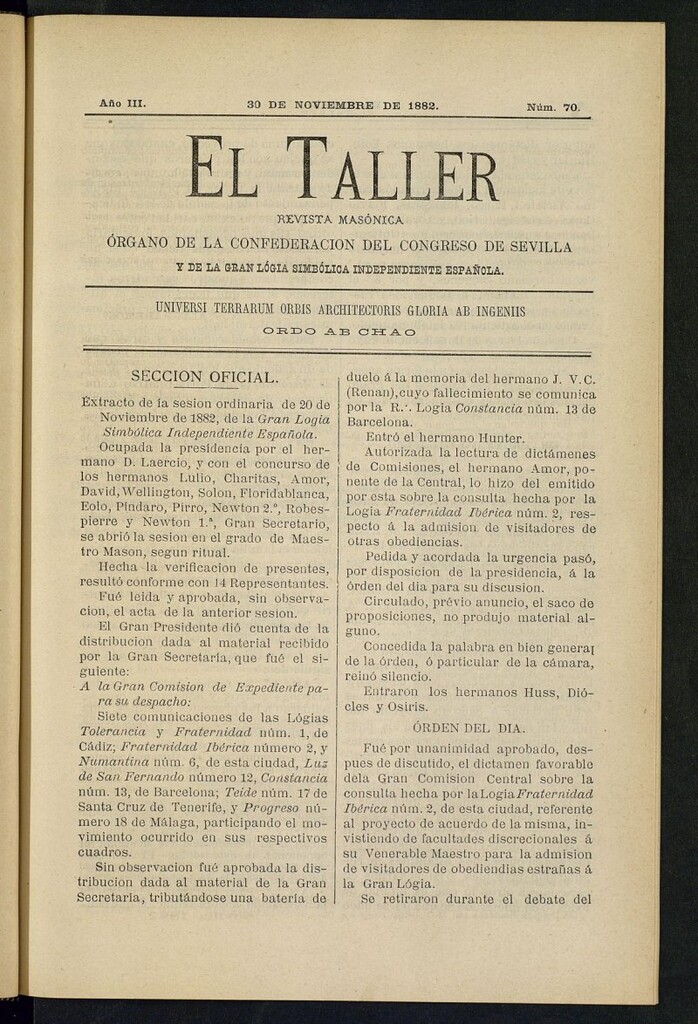 Año III.
30 DE NOVIEMBRE DE 1882.
Núm. 70.
EL TALLER
REVISTA MASÓNICA
ÓRGANO DE LA CONFEDERACION DEL CONGRESO DE SEVILLA
Y DE LA GRAN LÓGIA SIMBÓLICA INDEPENDIENTE ESPAÑOLA.
UNIVERSI TERRARUM ORBIS ARCHITECTORIS GLORIA AB INGENIIS
ORDO AB CHAO
SECCION OFICIAL.
Extracto de la sesion ordinaria de 20 de
Noviembre de 1882, de la Gran Logia
Simbólica Independiente Española.
Ocupada la presidencia por el her-
mano D. Laercio, y con el concurso de
los hermanos Lulio, Charitas, Amor,
David, Wellington, Solon, Floridablanca,
Eolo, Píndaro, Pirro, Newton 2.º, Robes-
pierre y Newton 1.º, Gran Secretario,
se abrió la sesion en el grado de Maes-
tro Mason, segun ritual.
Hecha la verificacion de presentes,
resultó conforme con 14 Representantes.
Fué leida y aprobada, sin observa-
cion, el acta de la anterior sesion.
El Gran Presidente dió cuenta de la
distribucion dada al material recibido
por la Gran Secretaría, que fué el si-
guiente:
A la Gran Comision de Expediente pa-
ra su despacho:
Siete comunicaciones de las Lógias
Tolerancia y Fraternidad núm. 1, de
Cádiz; Fraternidad Ibérica número 2, y
Numantina núm. 6, de esta ciudad, Luz
de San Fernando número 12, Constancia
núm. 13, de Barcelona; Teide núm. 17 de
Santa Cruz de Tenerife, y Progreso nú-
mero 18 de Málaga, participando el mo-
vimiento ocurrido en sus respectivos
cuadros.
Sin observacion fué aprobada la dis-
tribucion dada al material de la Gran
Secretaría, tributándose una batería de
duelo á la memoria del hermano J. V. C.
(Renan), cuyo fallecimiento se comunica
por la R.·. Logia Constancia núm. 13 de
Barcelona.
Entró el hermano Hunter.
Autorizada la lectura de dictámenes
de Comisiones, el hermano Amor, po-
nente de la Central, lo hizo del emitido
por esta sobre la consulta hecha por la
Logia Fraternidad Ibérica núm. 2, res-
pecto á la admision de visitadores de
otras obediencias.
Pedida y acordada la urgencia pasó,
por disposicion de la presidencia, á la
órden del dia para su discusion.
Circulado, prévio anuncio, el saco de
proposiciones, no produjo material al-
guno.
Concedida la palabra en bien general
de la órden, ó particular de la cámara,
reinó silencio.
Entraron los hermanos Huss, Dió-
cles y Osiris.
ÓRDEN DEL DIA.
Fué por unanimidad aprobado, des-
pues de discutido, el dictámen favorable
dela Gran Comision Central sobre la
consulta hecha por la Logia Fraternidad
Ibérica núm. 2, de esta ciudad, referente
al proyecto de acuerdo de la misma, in-
vistiendo de facultades discrecionales á
su Venerable Maestro para la admision
de visitadores de obediendias estrañas á
la Gran Lógia.
Se retiraron durante el debate del